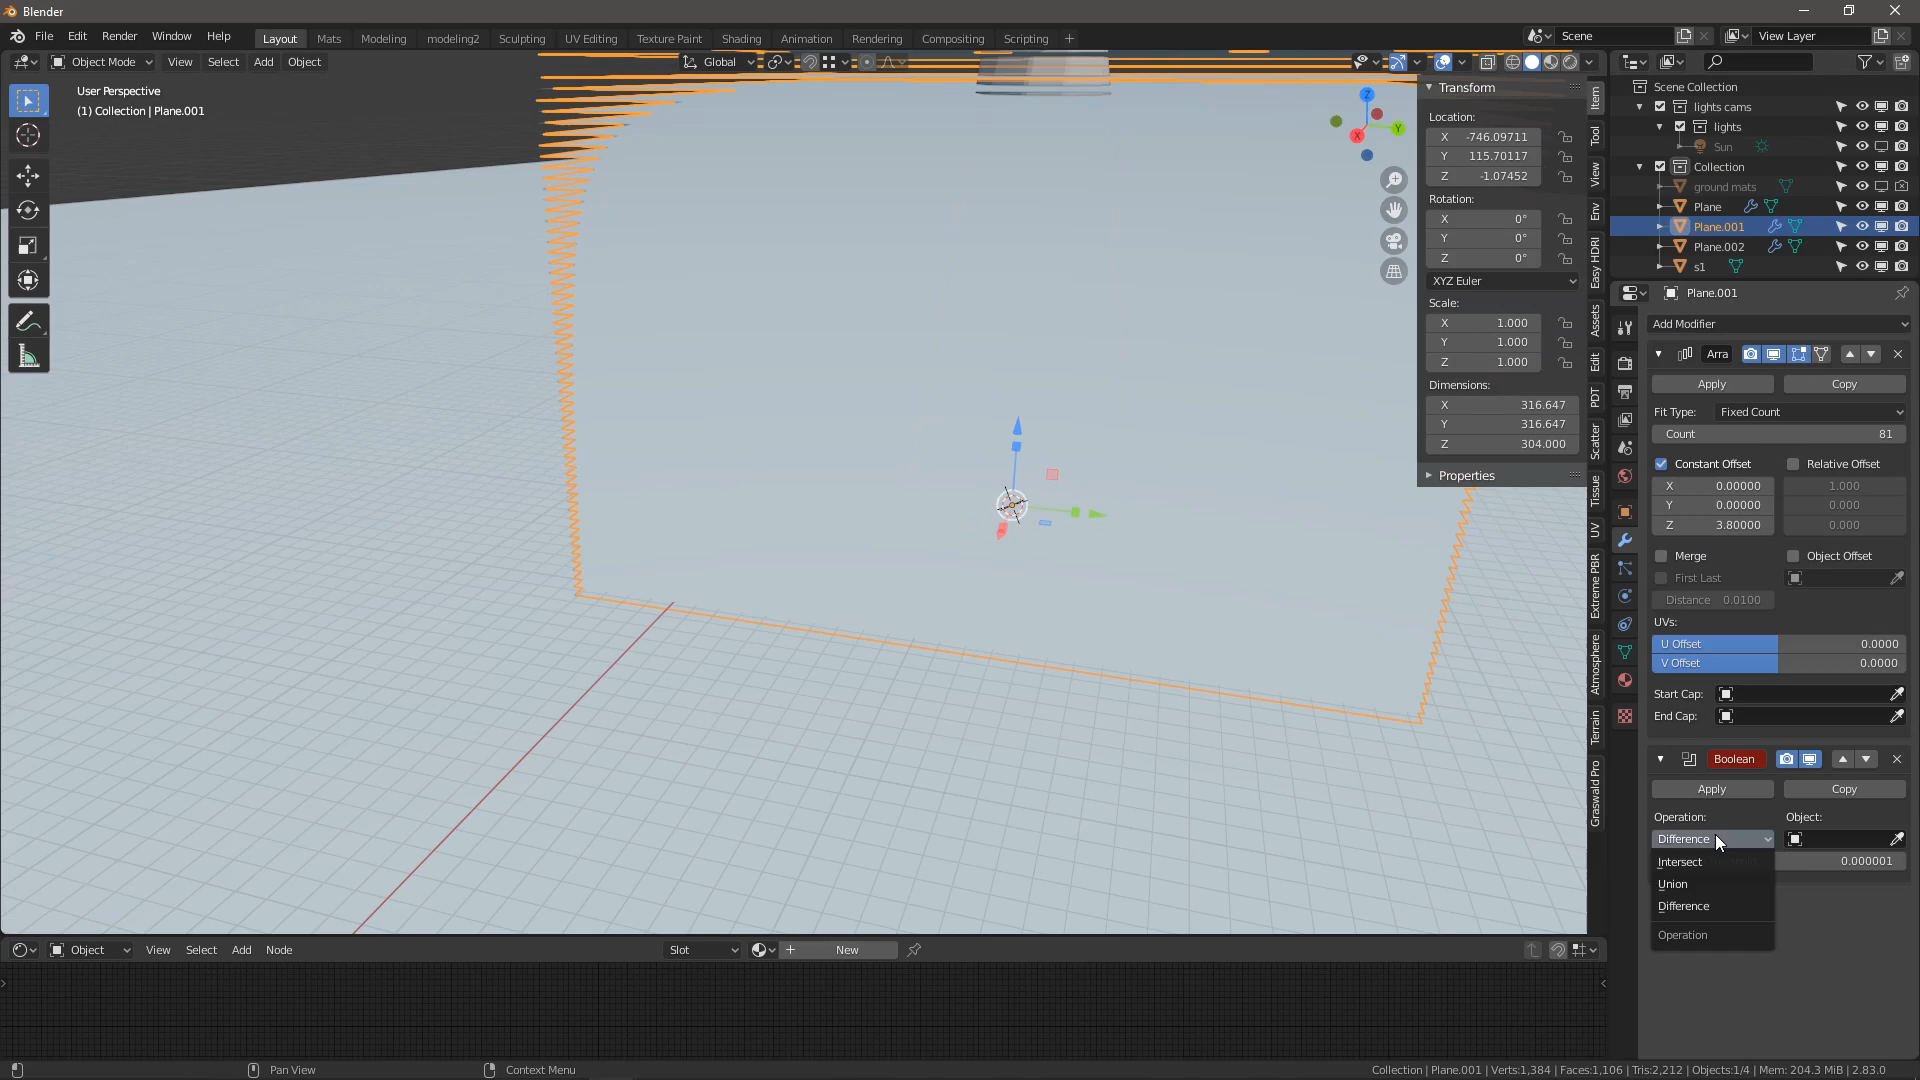 Blender
File Edit Render Window Help Layout Mats Modeling modeling2 Sculpting UV Editing Texture Paint Shading Animation Rendering Compositing Scripting + Scene View Layer
Object Mode View Select Add Object Global
User Perspective
(1) Collection | Plane.001
Transform
Location:
X -746.09711
Y 115.70117
Z -1.07452
Rotation:
X 0°
Y 0°
Z 0°
XYZ Euler
Scale:
X 1.000
Y 1.000
Z 1.000
Dimensions:
X 316.647
Y 316.647
Z 304.000
Properties
Z
Y
X
Item
Tool
View
Env
Easy HDRI
Assets
Edit
PDT
Scatter
Tissue
UV
Extreme PBR
Atmosphere
Terrain
Graswald Pro
Scene Collection
lights cams
lights
Sun
Collection
ground mats
Plane
Plane.001
Plane.002
s1
Plane.001
Add Modifier
Arra
Apply Copy
Fit Type: Fixed Count
Count 81
Constant Offset Relative Offset
X 0.00000 1.000
Y 0.00000 0.000
Z 3.80000 0.000
Merge Object Offset
First Last
Distance 0.0100
UVs:
U Offset 0.0000
V Offset 0.0000
Start Cap:
End Cap:
Boolean
Apply Copy
Operation: Object:
Difference
Intersect 0.000001
Union
Difference
Operation
Object View Select Add Node Slot New
Pan View Context Menu Collection | Plane.001 | Verts:1,384 | Faces:1,106 | Tris:2,212 | Objects:1/4 | Mem: 204.3 MiB | 2.83.0